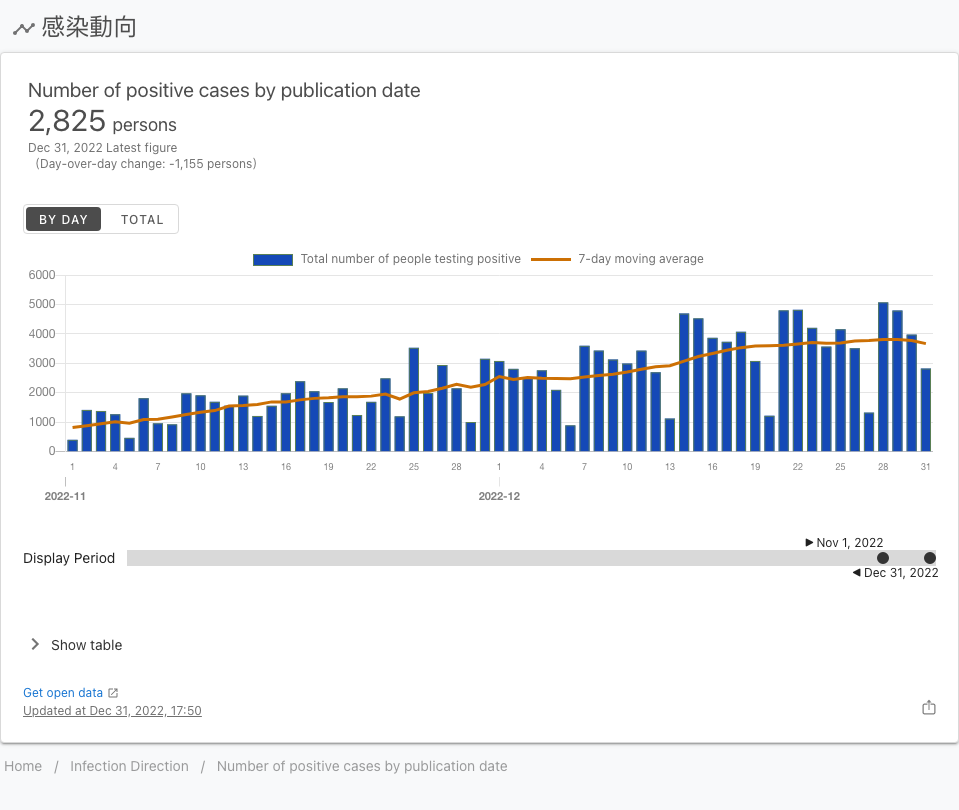 感染動向
Number of positive cases by publication date
2,825 persons
Dec 31, 2022 Latest figure
(Day-over-day change: -1,155 persons)
BY DAY TOTAL
Total number of people testing positive 7-day moving average
6000
5000
4000
3000
2000
1000
0
1 4 7 10 13 16 19 22 25 28 1 4 7 10 13 16 19 22 25 28 31
2022-11 2022-12
Nov 1, 2022
Display Period
Dec 31, 2022
Show table
Get open data
Updated at Dec 31, 2022, 17:50
Home / Infection Direction / Number of positive cases by publication date